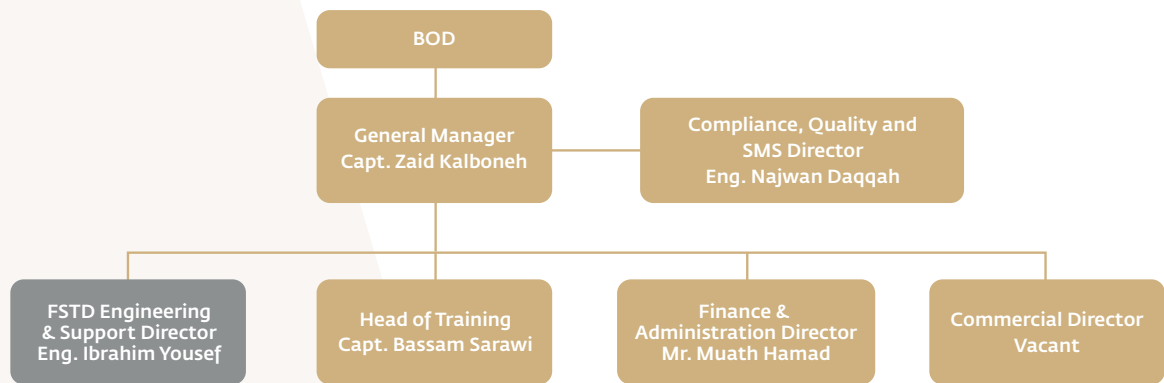 BOD
General Manager
Capt. Zaid Kalboneh
Compliance, Quality and
SMS Director
Eng. Najwan Daqqah
FSTD Engineering
& Support Director
Eng. Ibrahim Yousef
Head of Training
Capt. Bassam Sarawi
Finance &
Administration Director
Mr. Muath Hamad
Commercial Director
Vacant